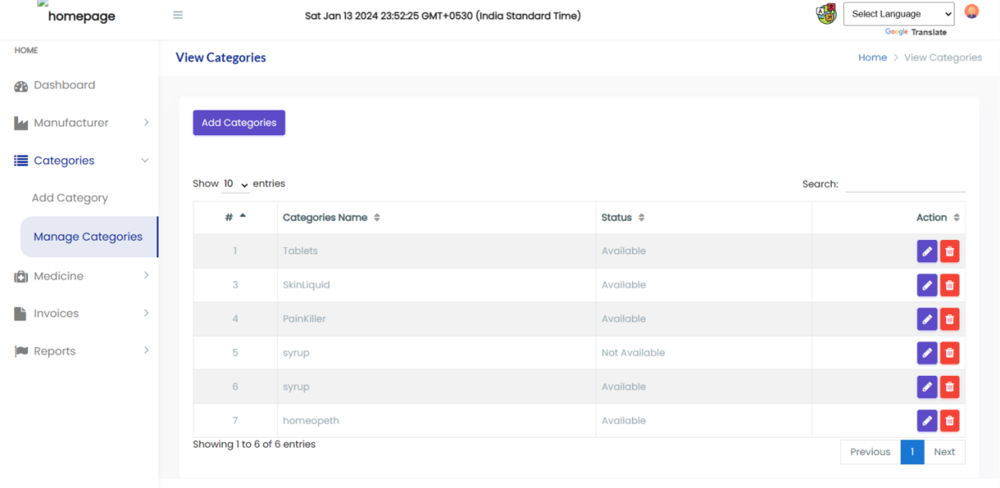 homepage
Sat Jan 13 2024 23:52:25 GMT+0530 (India Standard Time)
Select Language
Google Translate
HOME
View Categories
Home > View Categories
Dashboard
Manufacturer
Categories
Add Category
Manage Categories
Medicine
Invoices
Reports
Add Categories
Show 10 entries
Search:
# Categories Name Status Action
1 Tablets Available
3 SkinLiquid Available
4 PainKiller Available
5 syrup Not Available
6 syrup Available
7 homeopeth Available
Showing 1 to 6 of 6 entries
Previous 1 Next